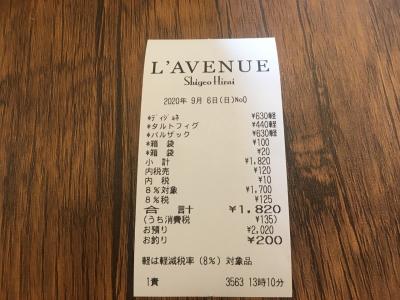 L'AVENUE
Shigeo Hirai
2020年 9月 6日(日)No0
*ﾃﾞｨｼﾞｮﾈ ¥630軽
*タルトフィグ ¥440軽
*バルザック ¥630軽
*箱 袋 ¥100
*箱 袋 ¥20
小 計 ¥1,820
内税売 ¥120
内 税 ¥10
8%対象 ¥1,700
8%税 ¥125
合 計 ¥1,820
(うち消費税 ¥135)
お預り ¥2,020
お釣り ¥200
軽は軽減税率(8%)対象品
1責 3563 13時10分